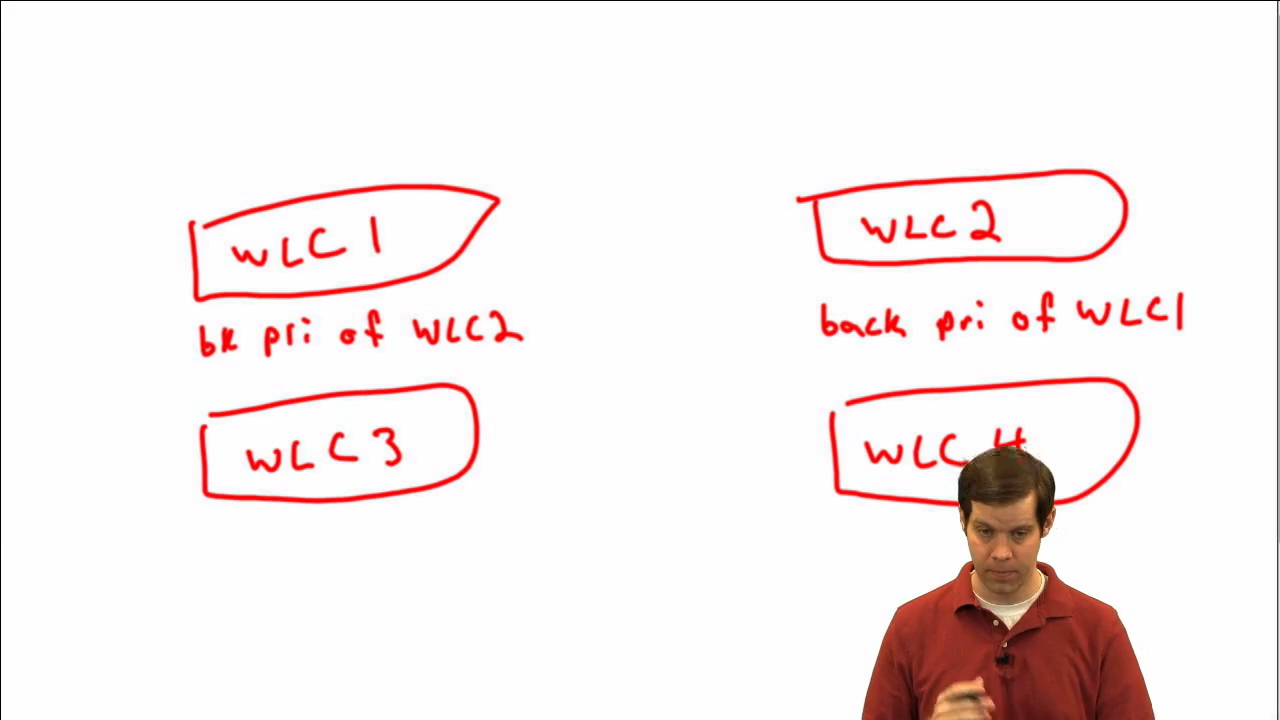 WLC 1
WLC 2
bk pri of WLC2
back pri of WLC1
WLC 3
WLC 4